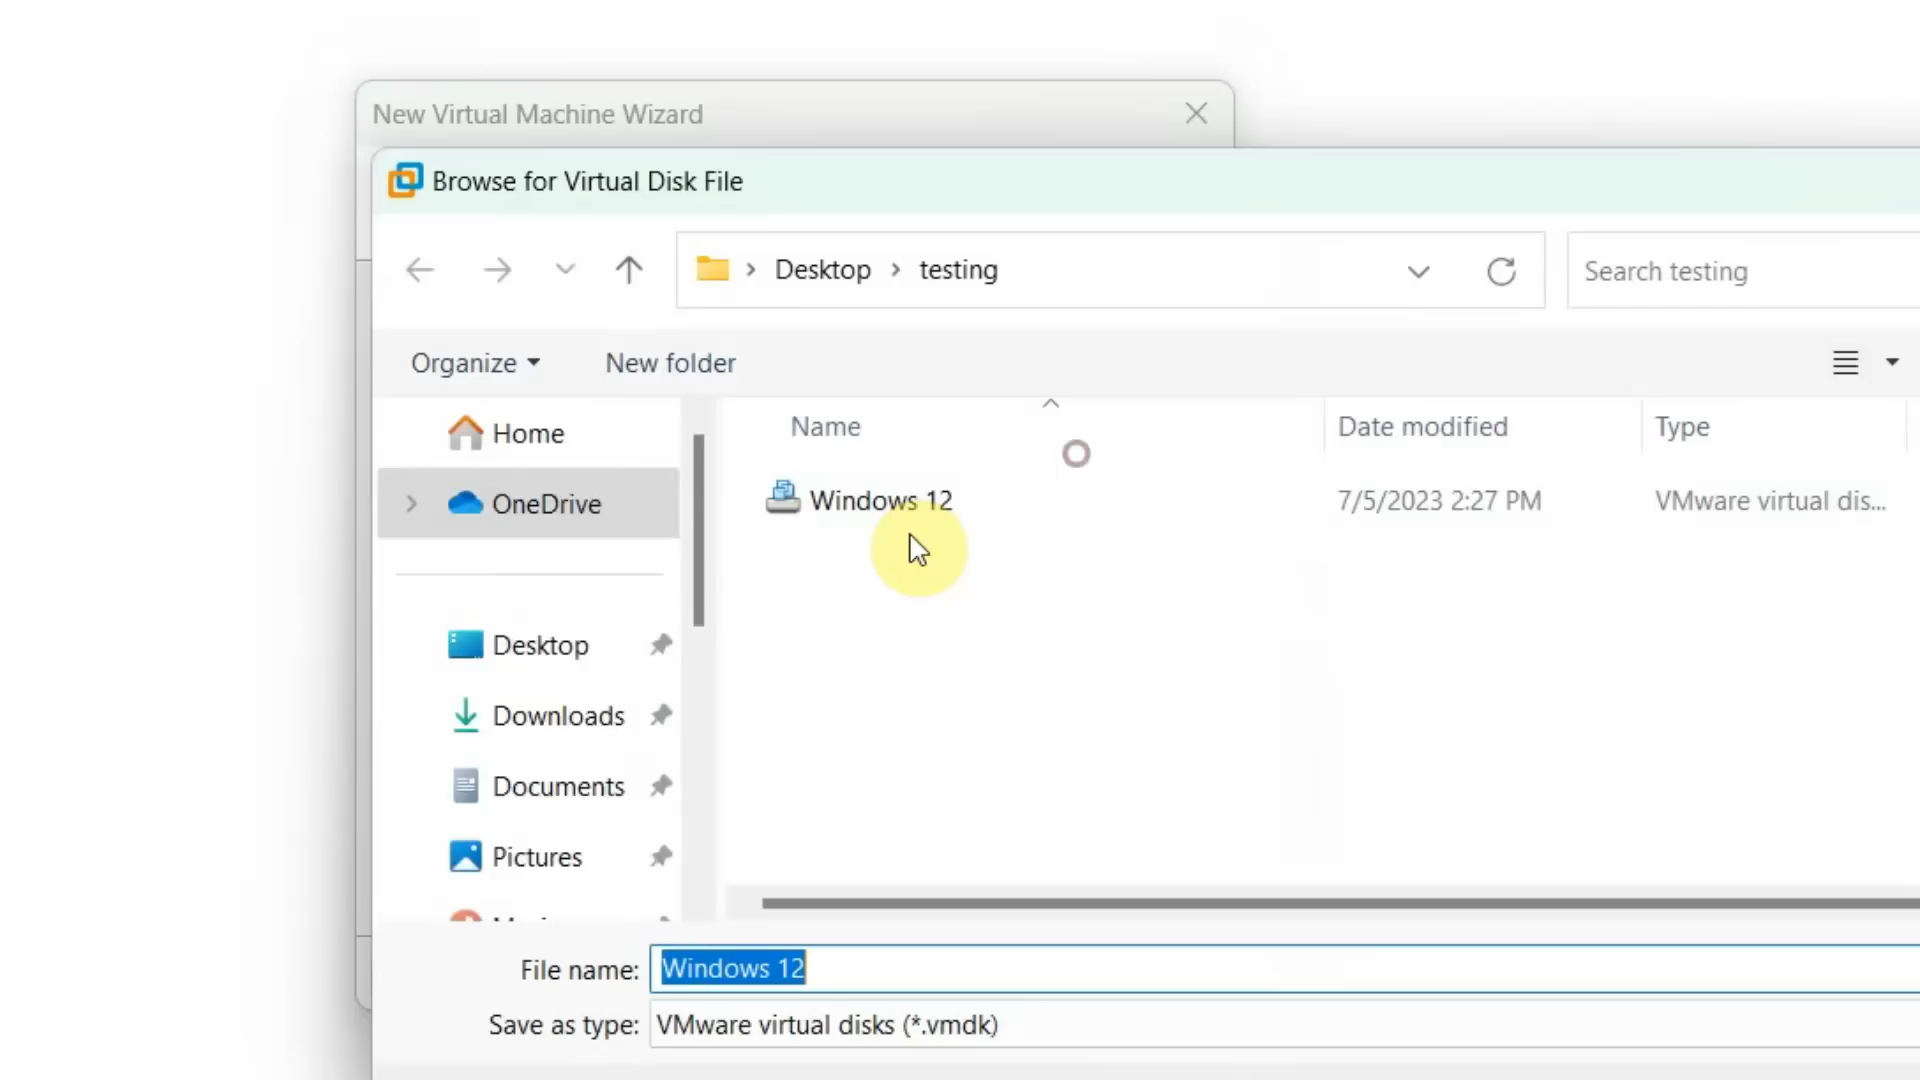 New Virtual Machine Wizard
Browse for Virtual Disk File
Desktop testing
Search testing
Organize New folder
Name Date modified Type
Home
OneDrive
Windows 12 7/5/2023 2:27 PM VMware virtual dis...
Desktop
Downloads
Documents
Pictures
File name: Windows 12
Save as type: VMware virtual disks (*.vmdk)